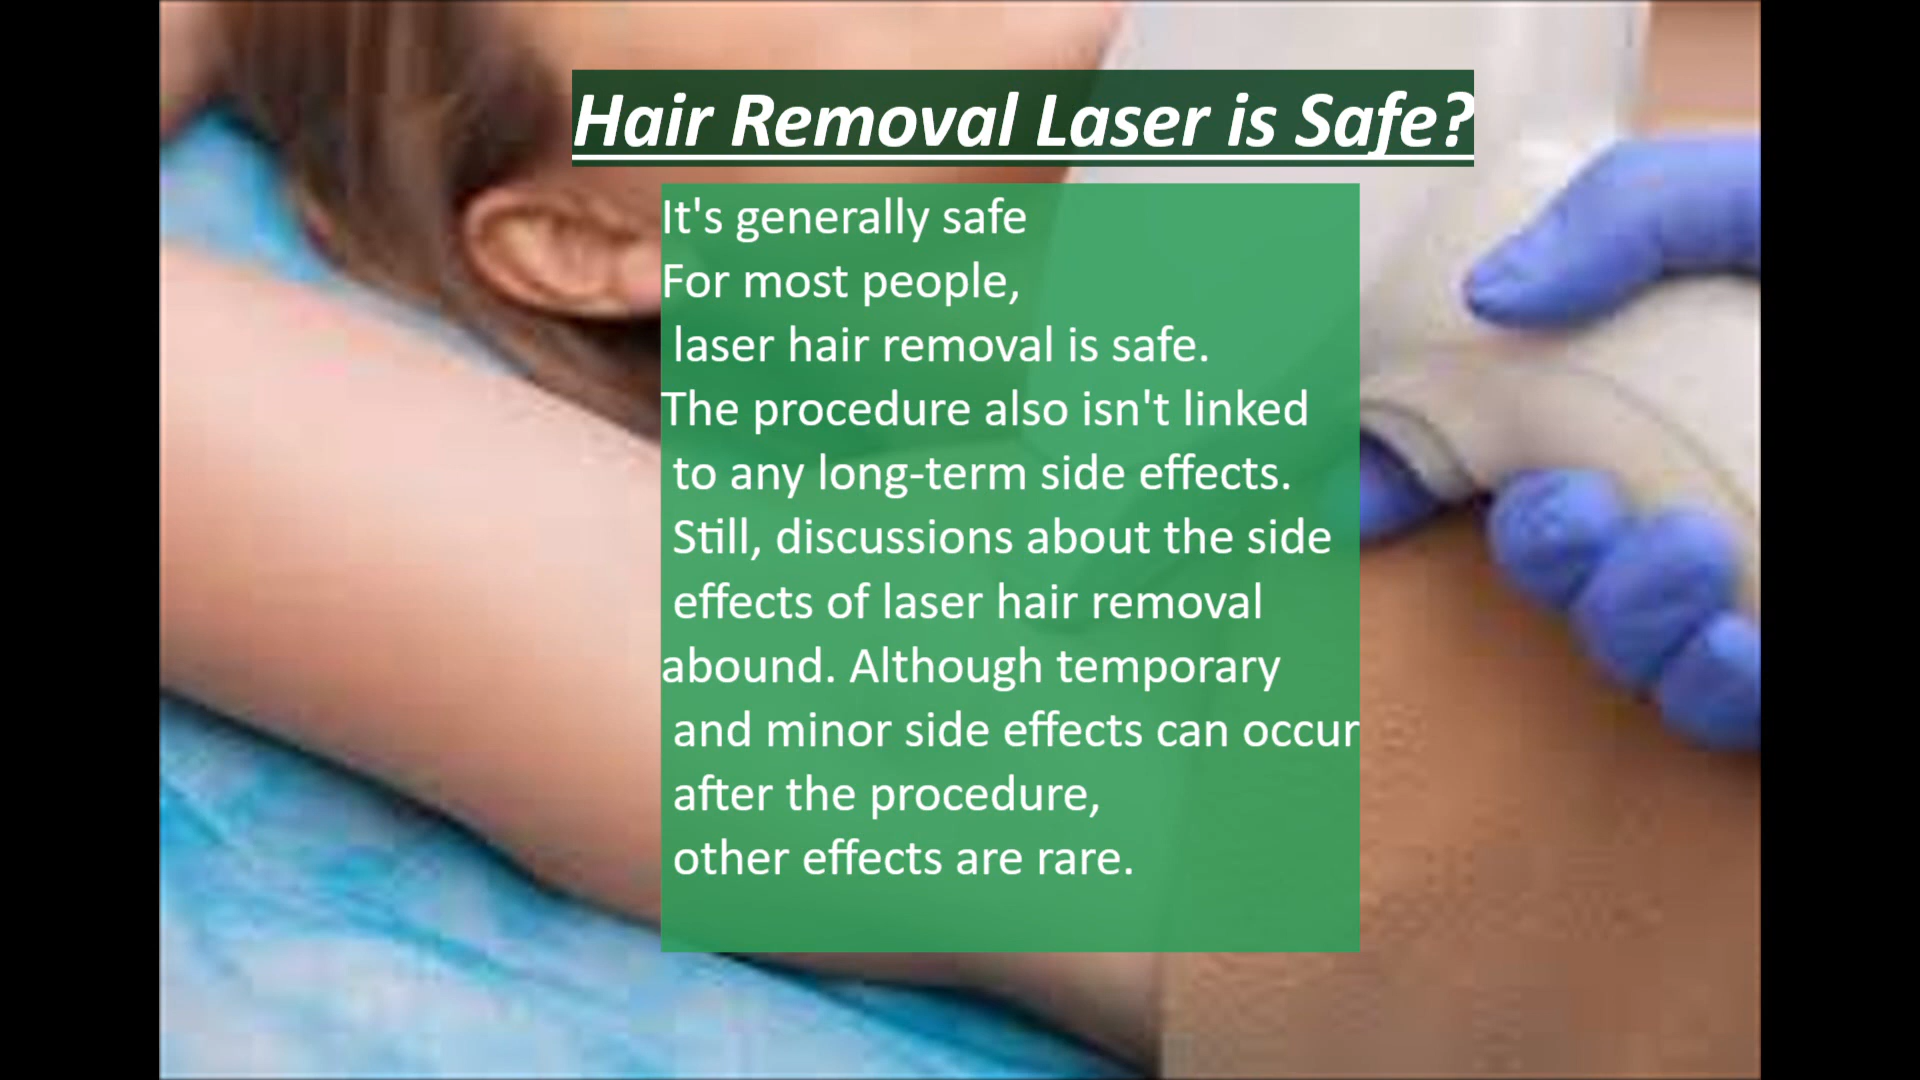 Hair Removal Laser is Safe?
It's generally safe
For most people,
laser hair removal is safe.
The procedure also isn't linked
to any long-term side effects.
Still, discussions about the side
effects of laser hair removal
abound. Although temporary
and minor side effects can occur
after the procedure,
other effects are rare.